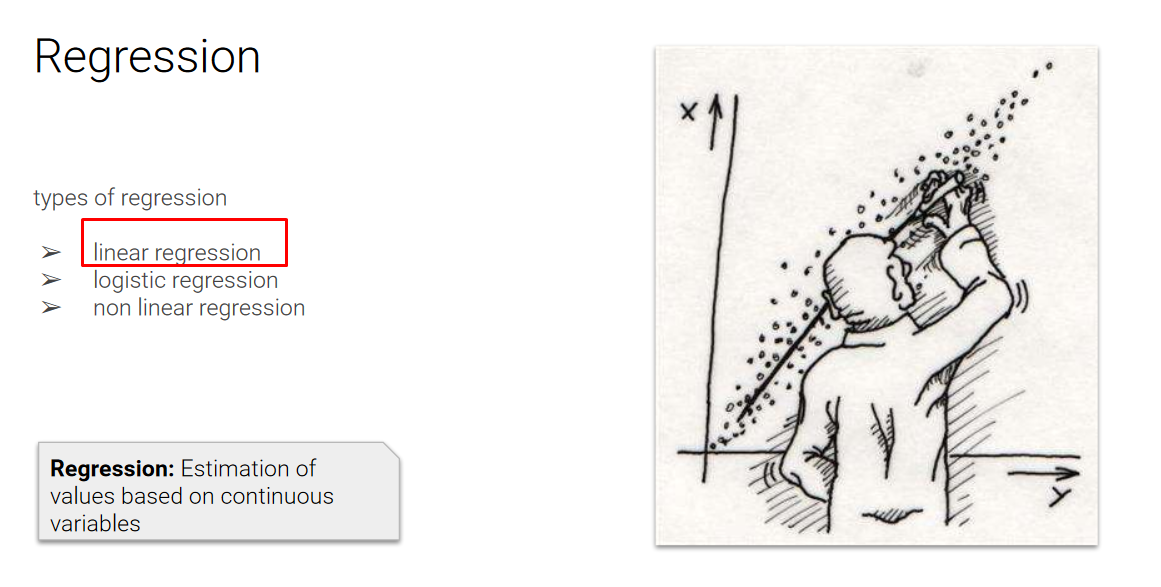 Regression
types of regression
➢ linear regression
➢ logistic regression
➢ non linear regression
Regression: Estimation of
values based on continuous
variables
X
y